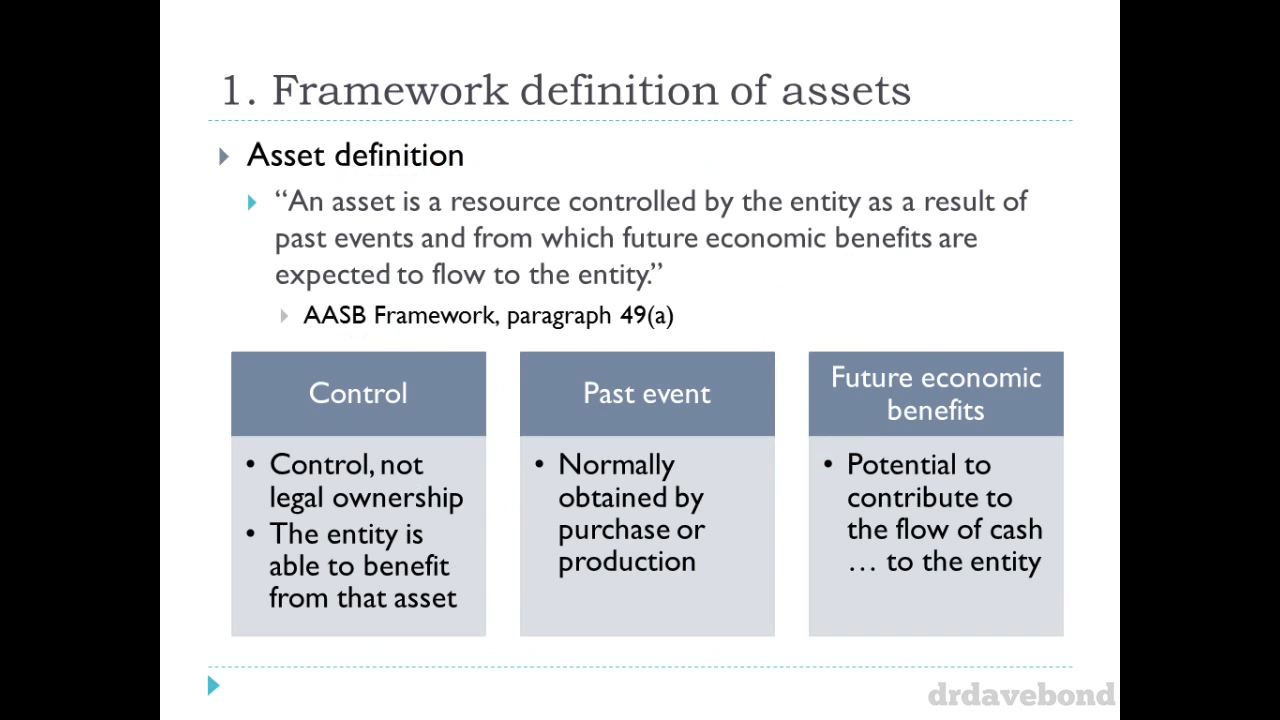 1. Framework definition of assets
Asset definition
“An asset is a resource controlled by the entity as a result of
past events and from which future economic benefits are
expected to flow to the entity.”
AASB Framework, paragraph 49(a)
Control
• Control, not
legal ownership
• The entity is
able to benefit
from that asset
Past event
• Normally
obtained by
purchase or
production
Future economic
benefits
• Potential to
contribute to
the flow of cash
… to the entity
drdavebond